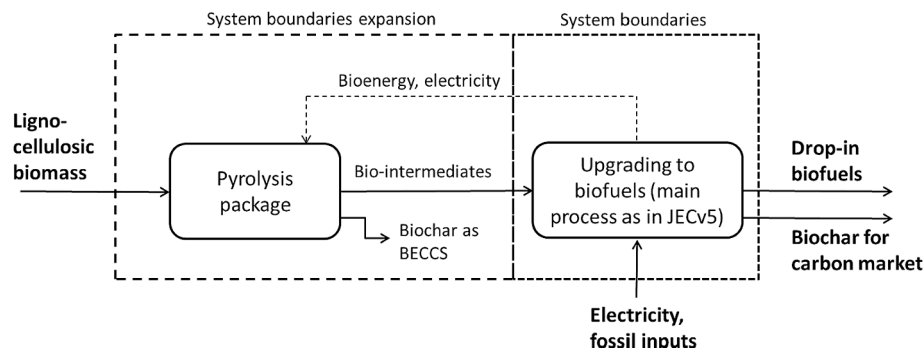 System boundaries expansion
System boundaries
Bioenergy, electricity
Ligno-
cellulosic
biomass
Pyrolysis
package
Bio-intermediates
Biochar as
BECCS
Upgrading to
biofuels (main
process as in JECv5)
Drop-in
biofuels
Biochar for
carbon market
Electricity,
fossil inputs